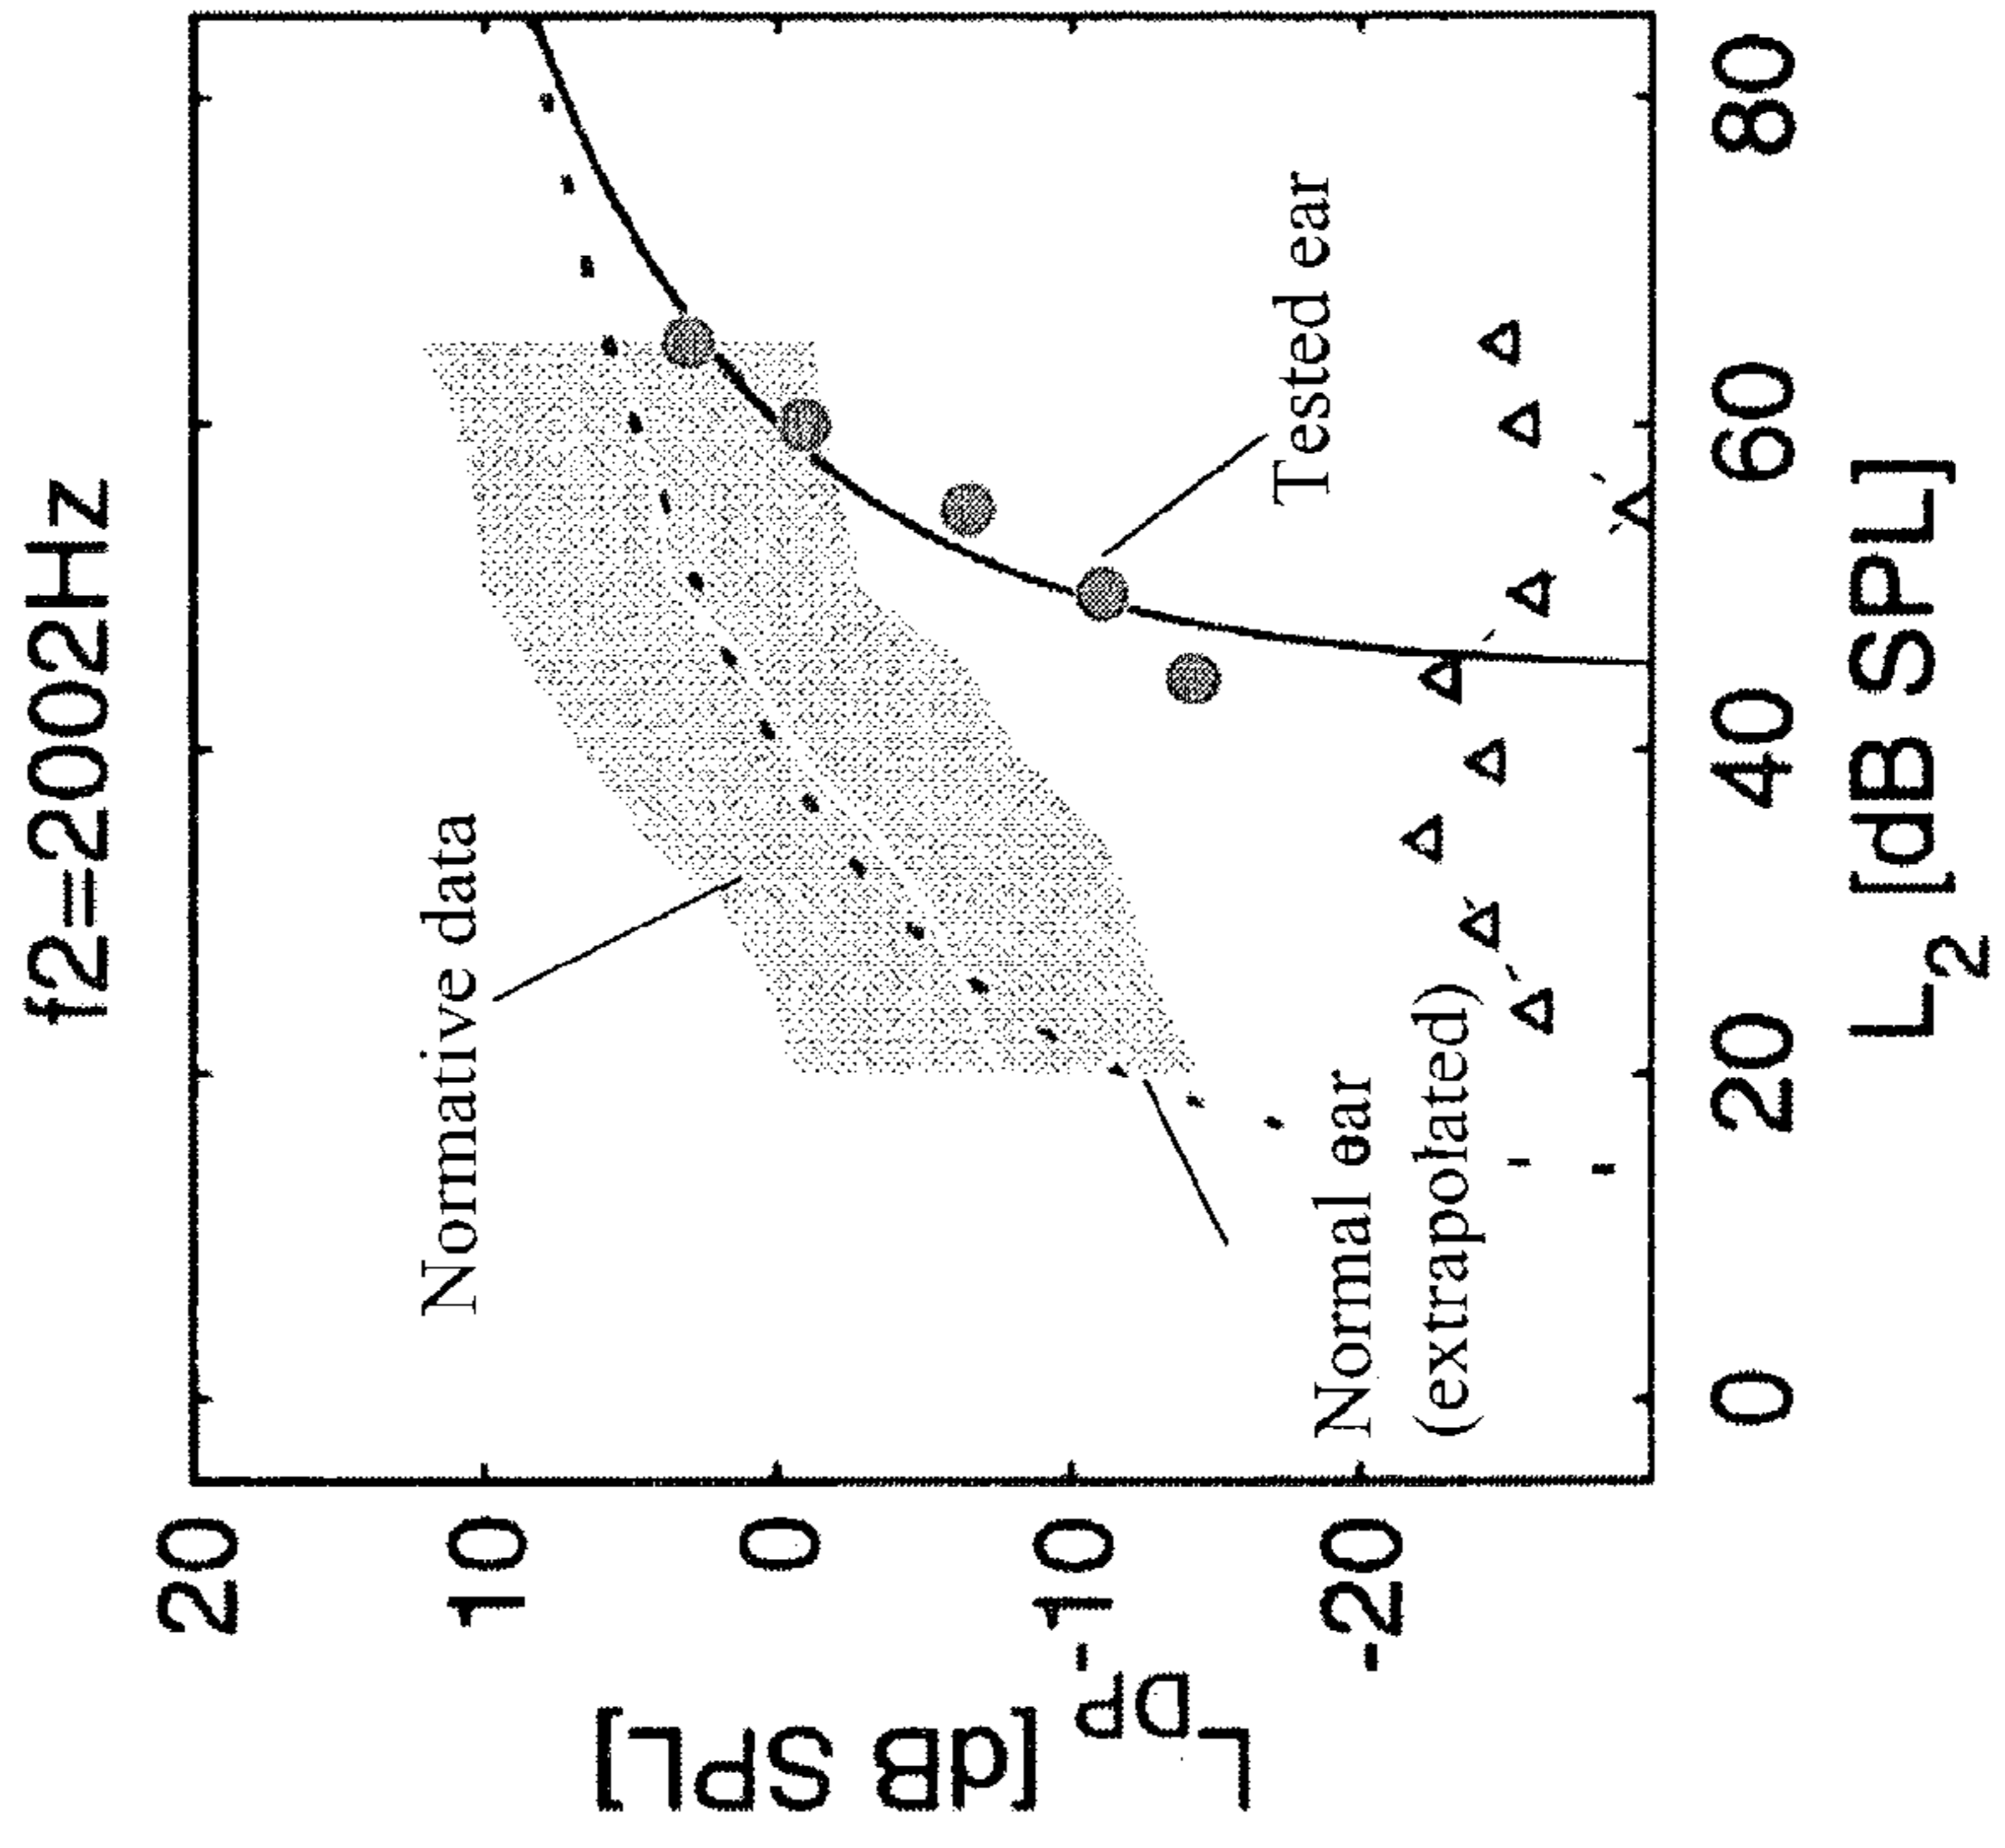 f2=2002Hz
20
10
0
-10
-20
L_DP [dB SPL]
Normative data
Tested ear
Normal ear
(extrapolated)
0
20
40
60
80
L_2 [dB SPL]